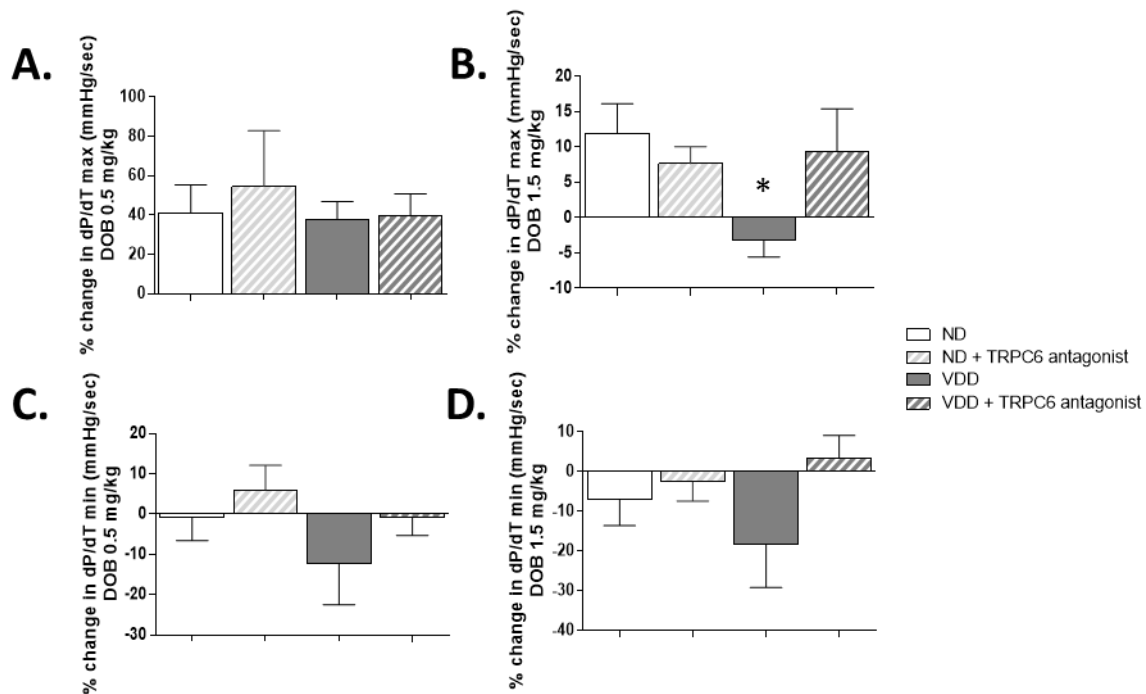 A.
% change in dP/dT max (mmHg/sec)
DOB 0.5 mg/kg
100
80
60
40
20
0
B.
% change in dP/dT max (mmHg/sec)
DOB 1.5 mg/kg
20
15
10
5
0
-5
-10
*
ND
ND + TRPC6 antagonist
VDD
VDD + TRPC6 antagonist
C.
% change in dP/dT min (mmHg/sec)
DOB 0.5 mg/kg
20
10
0
-10
-20
-30
D.
% change in dP/dT min (mmHg/sec)
DOB 1.5 mg/kg
10
0
-10
-20
-30
-40